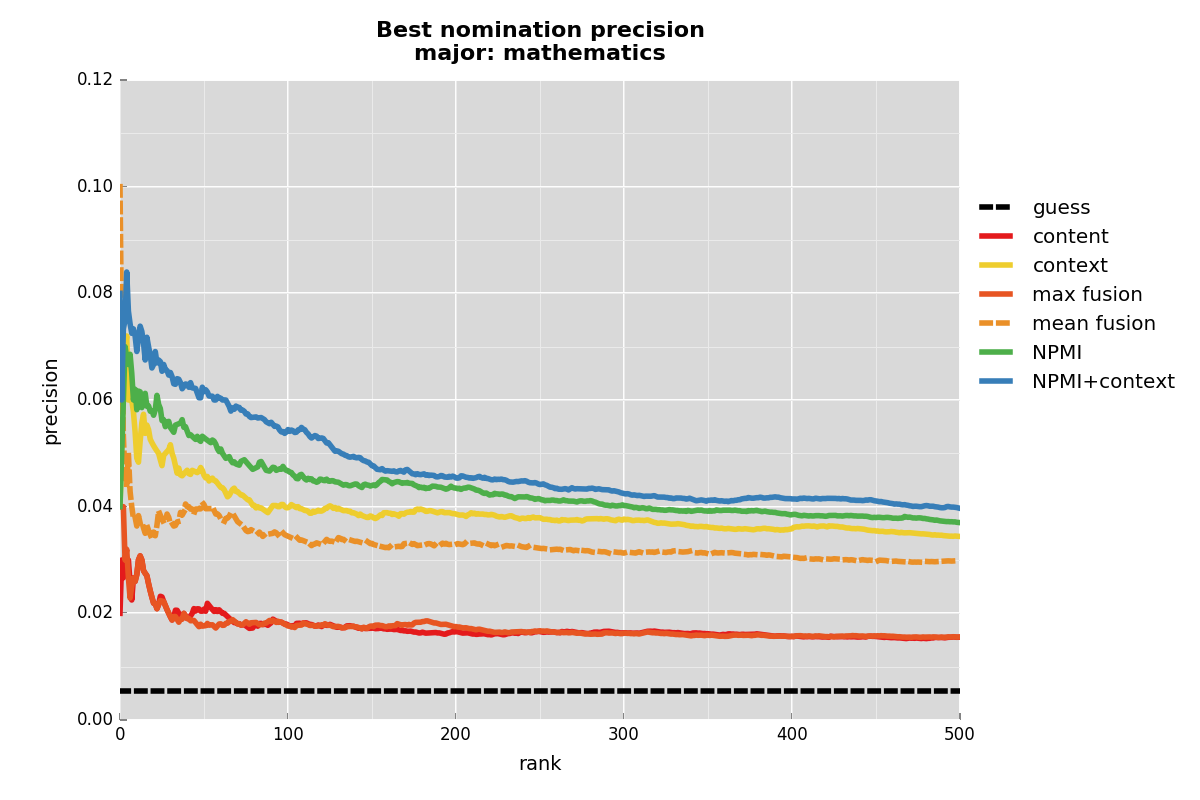 Best nomination precision
major: mathematics
0.12
0.10
0.08
0.06
0.04
0.02
0.00
precision
0 100 200 300 400 500
rank
guess
content
context
max fusion
mean fusion
NPMI
NPMI+context